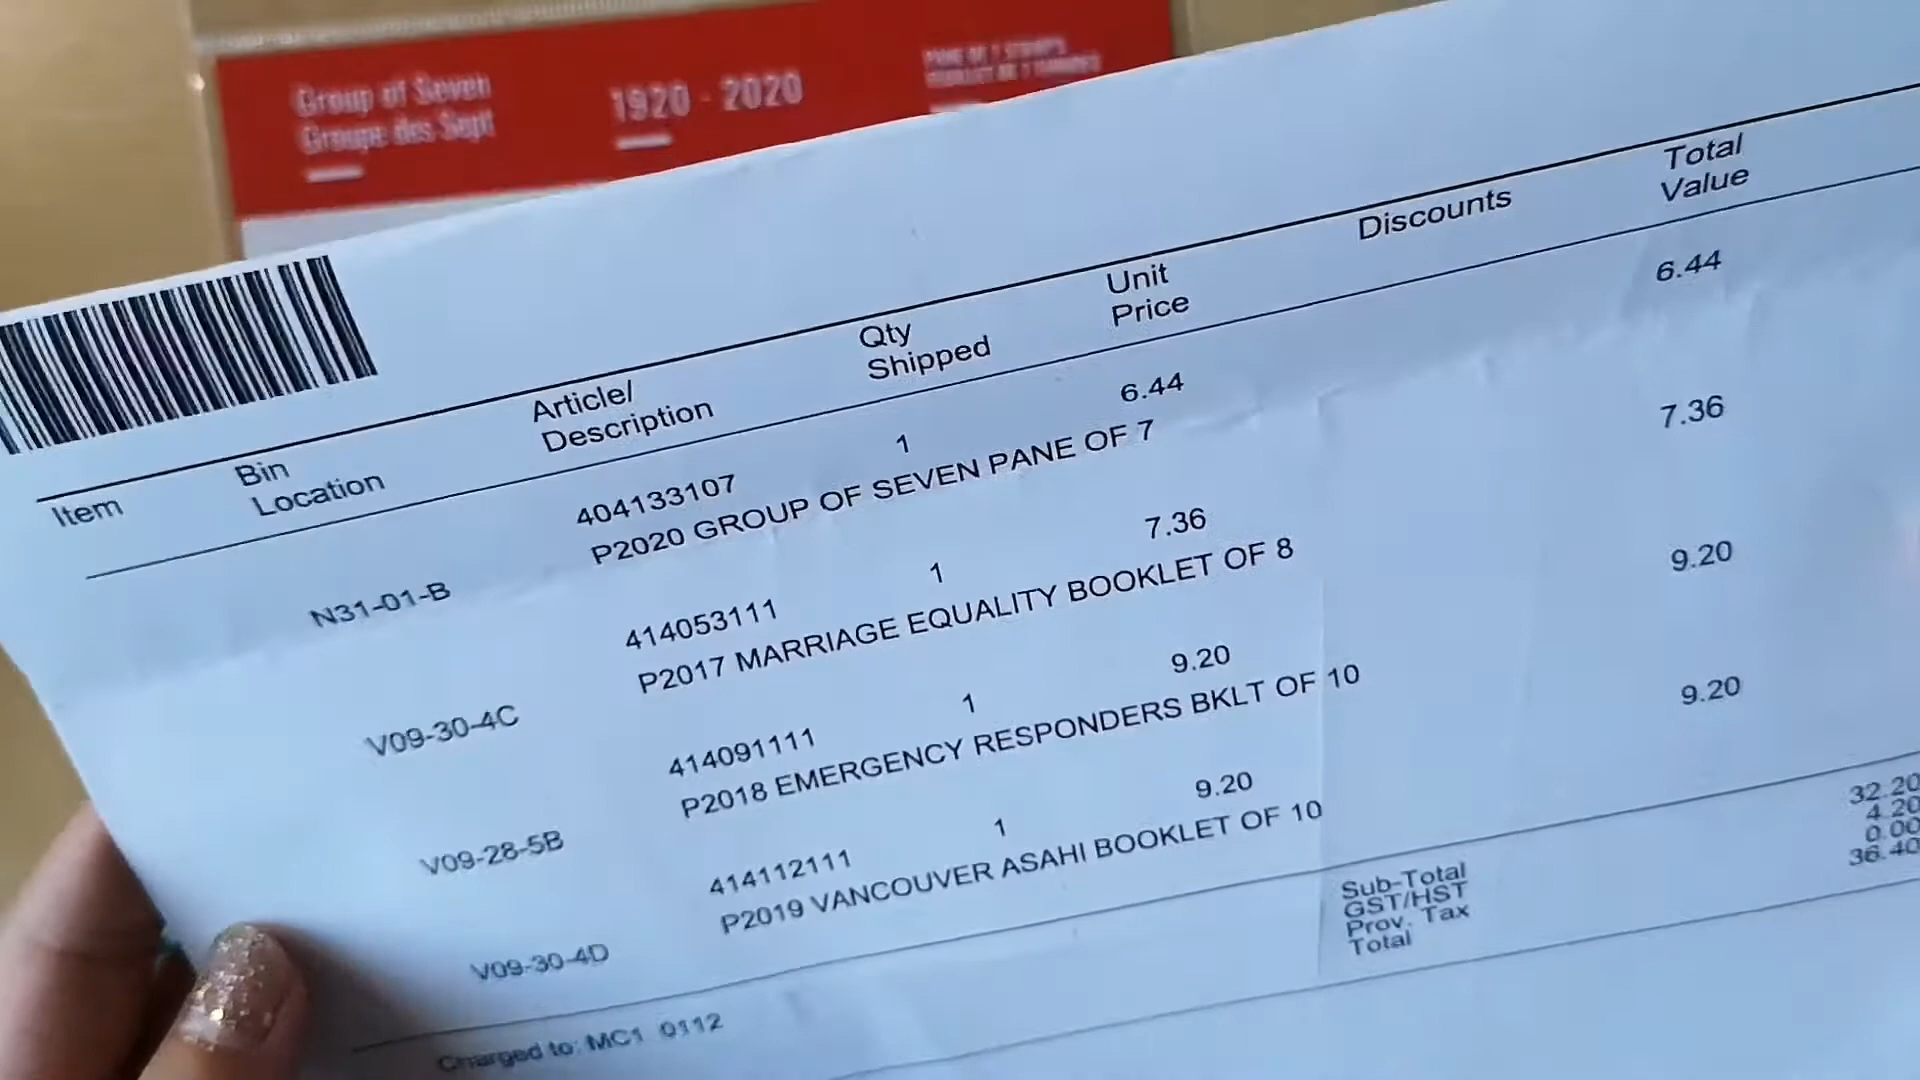 Group of Seven
Groupe des Sept
1920 - 2020
PANE OF 7 STAMPS
Item
Bin
Location
Article/
Description
Qty
Shipped
Unit
Price
Discounts
Total
Value
N31-01-B 404133107 1 6.44 6.44
P2020 GROUP OF SEVEN PANE OF 7
V09-30-4C 414053111 1 7.36 7.36
P2017 MARRIAGE EQUALITY BOOKLET OF 8
V09-28-5B 414091111 1 9.20 9.20
P2018 EMERGENCY RESPONDERS BKLT OF 10
V09-30-4D 414112111 1 9.20 9.20
P2019 VANCOUVER ASAHI BOOKLET OF 10
Sub-Total 32.20
GST/HST 4.20
Prov. Tax 0.00
Total 36.40
Charged to: MC1 0112